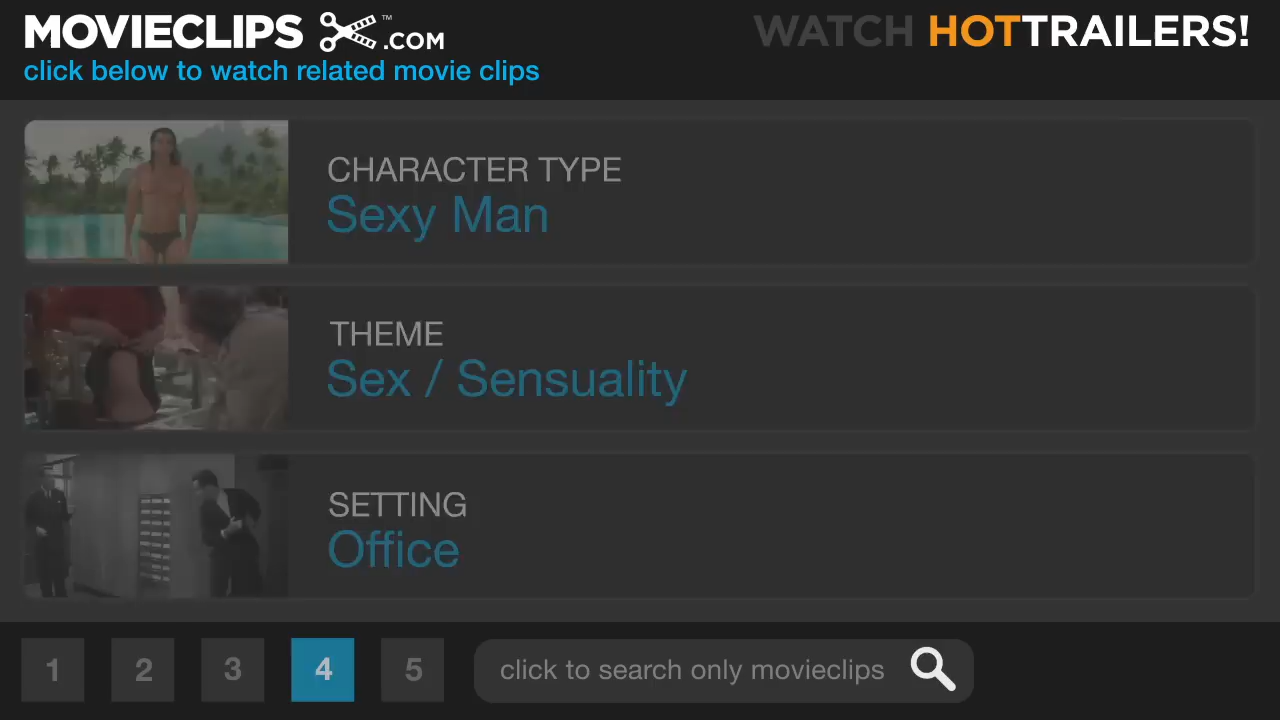 MOVIECLIPS ™ .COM
WATCH HOTTRAILERS!
click below to watch related movie clips
CHARACTER TYPE
Sexy Man
THEME
Sex / Sensuality
SETTING
Office
1 2 3 4 5 click to search only movieclips